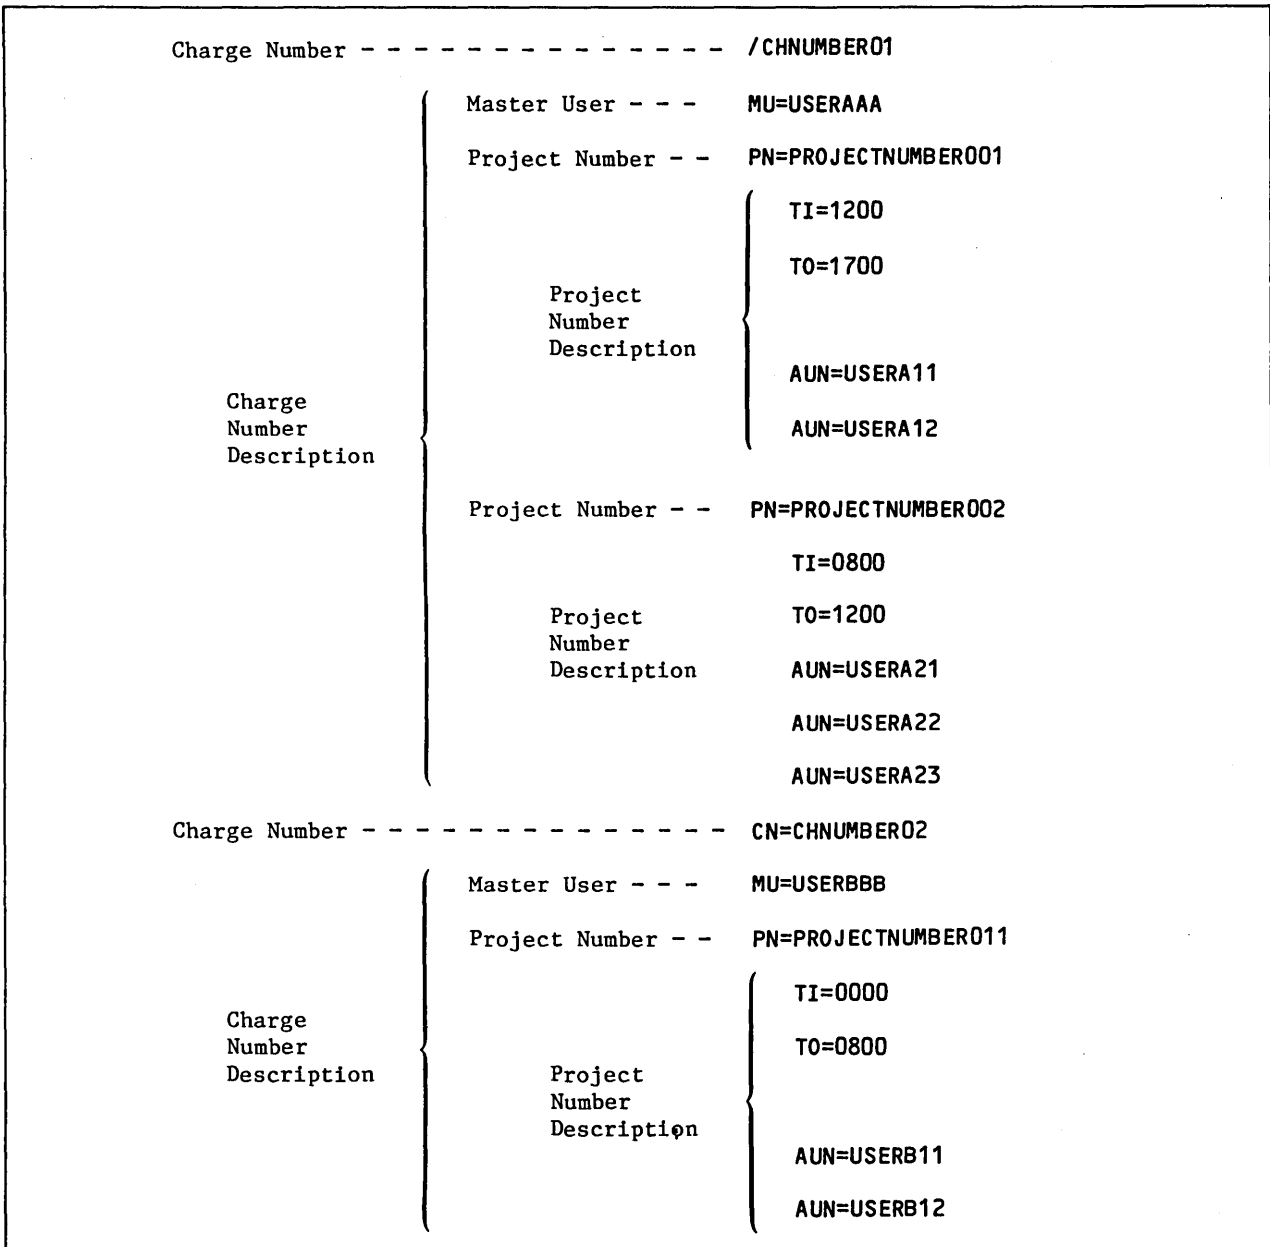 Charge Number - - - - - - - - - - - - - - /CHNUMBER01
Master User - - - MU=USERAAA
Project Number - - PN=PROJECTNUMBER001
TI=1200
TO=1700
Project
Number
Description
AUN=USERA11
AUN=USERA12
Charge
Number
Description
Project Number - - PN=PROJECTNUMBER002
TI=0800
TO=1200
Project
Number
Description
AUN=USERA21
AUN=USERA22
AUN=USERA23
Charge Number - - - - - - - - - - - - - - CN=CHNUMBER02
Master User - - - MU=USERBBB
Project Number - - PN=PROJECTNUMBER011
TI=0000
TO=0800
Charge
Number
Description
Project
Number
Description
AUN=USERB11
AUN=USERB12